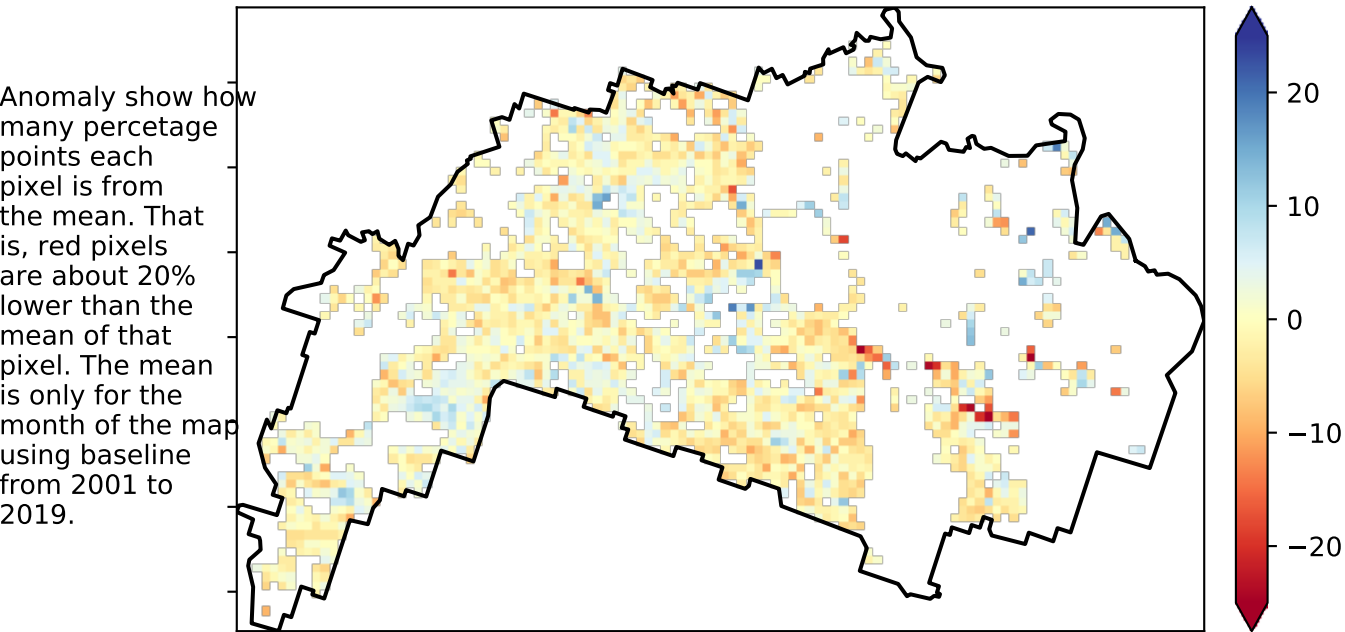 Anomaly show how
many percetage
points each
pixel is from
the mean. That
is, red pixels
are about 20%
lower than the
mean of that
pixel. The mean
is only for the
month of the map
using baseline
from 2001 to
2019.
20
10
0
−10
−20